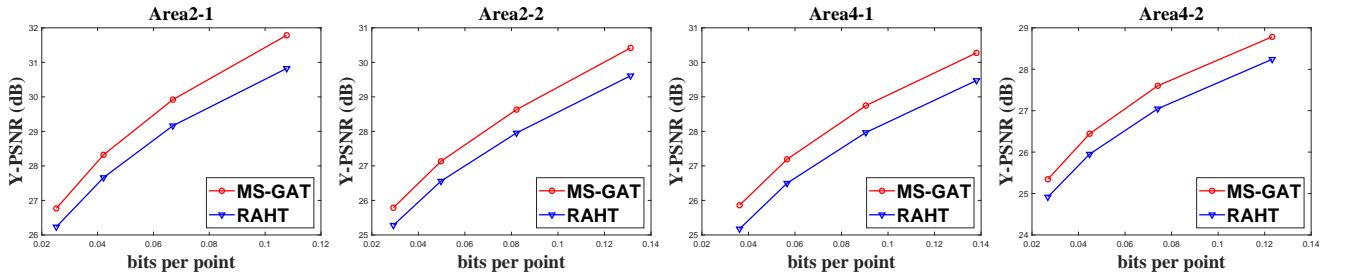 Area2-1
Y-PSNR (dB)
32
31
30
29
28
27
26
0.02
0.04
0.06
0.08
0.1
0.12
bits per point
MS-GAT
RAHT
Area2-2
Y-PSNR (dB)
31
30
29
28
27
26
25
0.02
0.04
0.06
0.08
0.1
0.12
0.14
bits per point
MS-GAT
RAHT
Area4-1
Y-PSNR (dB)
31
30
29
28
27
26
25
0.02
0.04
0.06
0.08
0.1
0.12
0.14
bits per point
MS-GAT
RAHT
Area4-2
Y-PSNR (dB)
29
28
27
26
25
24
0.02
0.04
0.06
0.08
0.1
0.12
0.14
bits per point
MS-GAT
RAHT